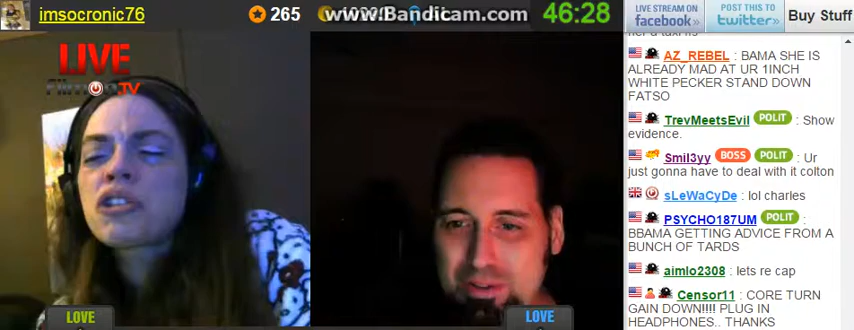 imsocronic76
265
www.Bandicam.com
46:28
LIVE STREAM ON
facebook»
POST THIS TO
twitter»
Buy Stuff
LIVE
FilmOn.TV
AZ_REBEL : BAMA SHE IS
ALREADY MAD AT UR 1INCH
WHITE PECKER STAND DOWN
FATSO
TrevMeetsEvil POLIT : Show
evidence.
Smil3yy BOSS POLIT : Ur
just gonna have to deal with it colton
sLeWaCyDe : lol charles
PSYCHO187UM POLIT :
BBAMA GETTING ADVICE FROM A
BUNCH OF TARDS
aimlo2308 : lets re cap
Censor11 : CORE TURN
GAIN DOWN!!!! PLUG IN
HEADPHONES.. THANKS
LOVE
LOVE